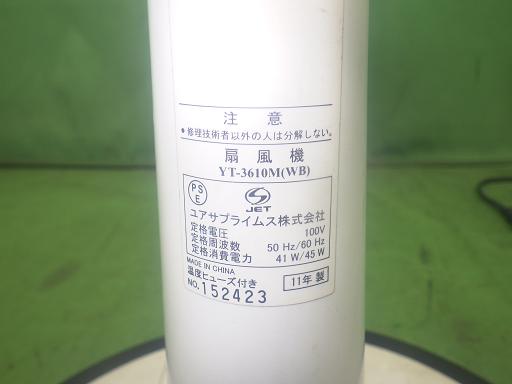 注意
•修理技術者以外の人は分解しない。
扇風機
YT-3610M(WB)
PSE
JET
ユアサプライムス株式会社
定格電圧 100V
定格周波数 50 Hz/60 Hz
定格消費電力 41 W/45 W
MADE IN CHINA
温度ヒューズ付き 11年 製
NO. 152423